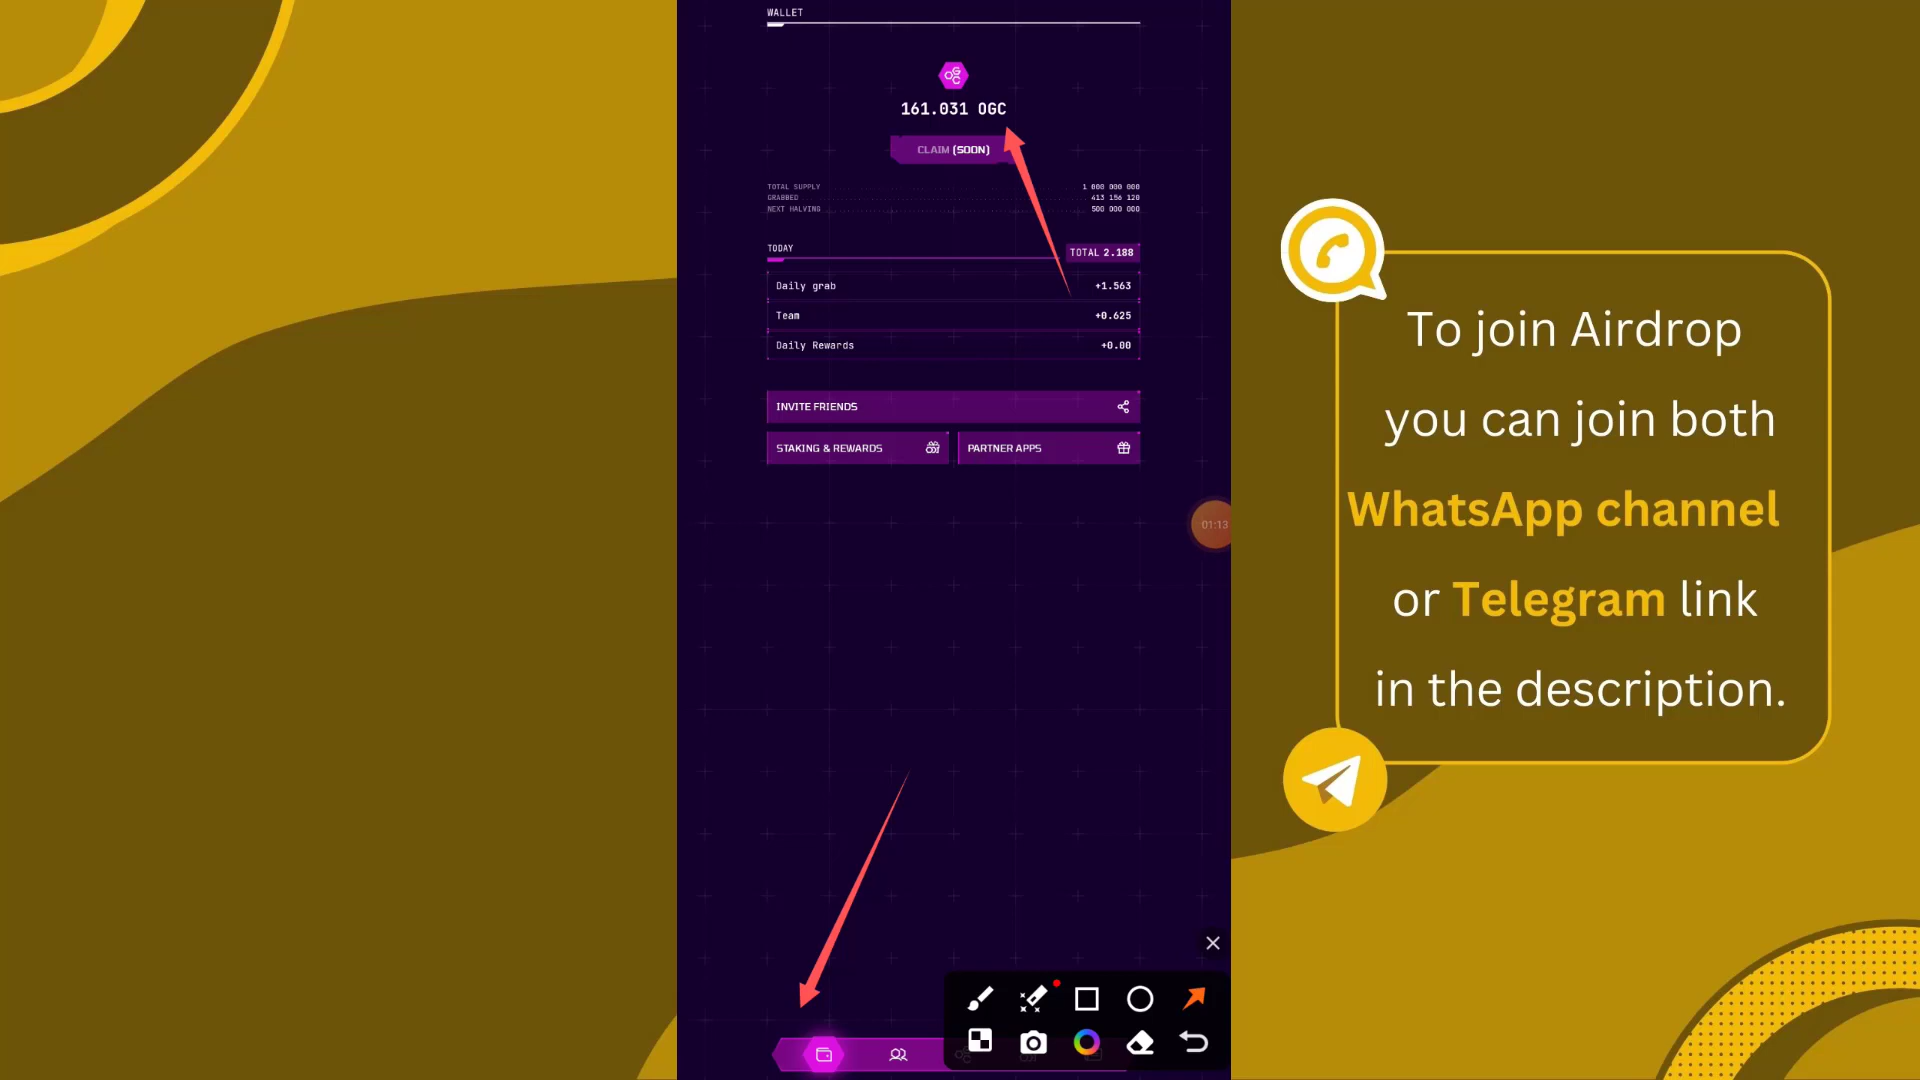 WALLET
161.031 OGC
CLAIM (SOON)
TOTAL SUPPLY 1 000 000 000
GRABBED 413 156 120
NEXT HALVING 500 000 000
TODAY
TOTAL 2.188
Daily grab +1.563
Team +0.625
Daily Rewards +0.00
INVITE FRIENDS
STAKING & REWARDS
PARTNER APPS
01:13
To join Airdrop
you can join both
WhatsApp channel
or Telegram link
in the description.